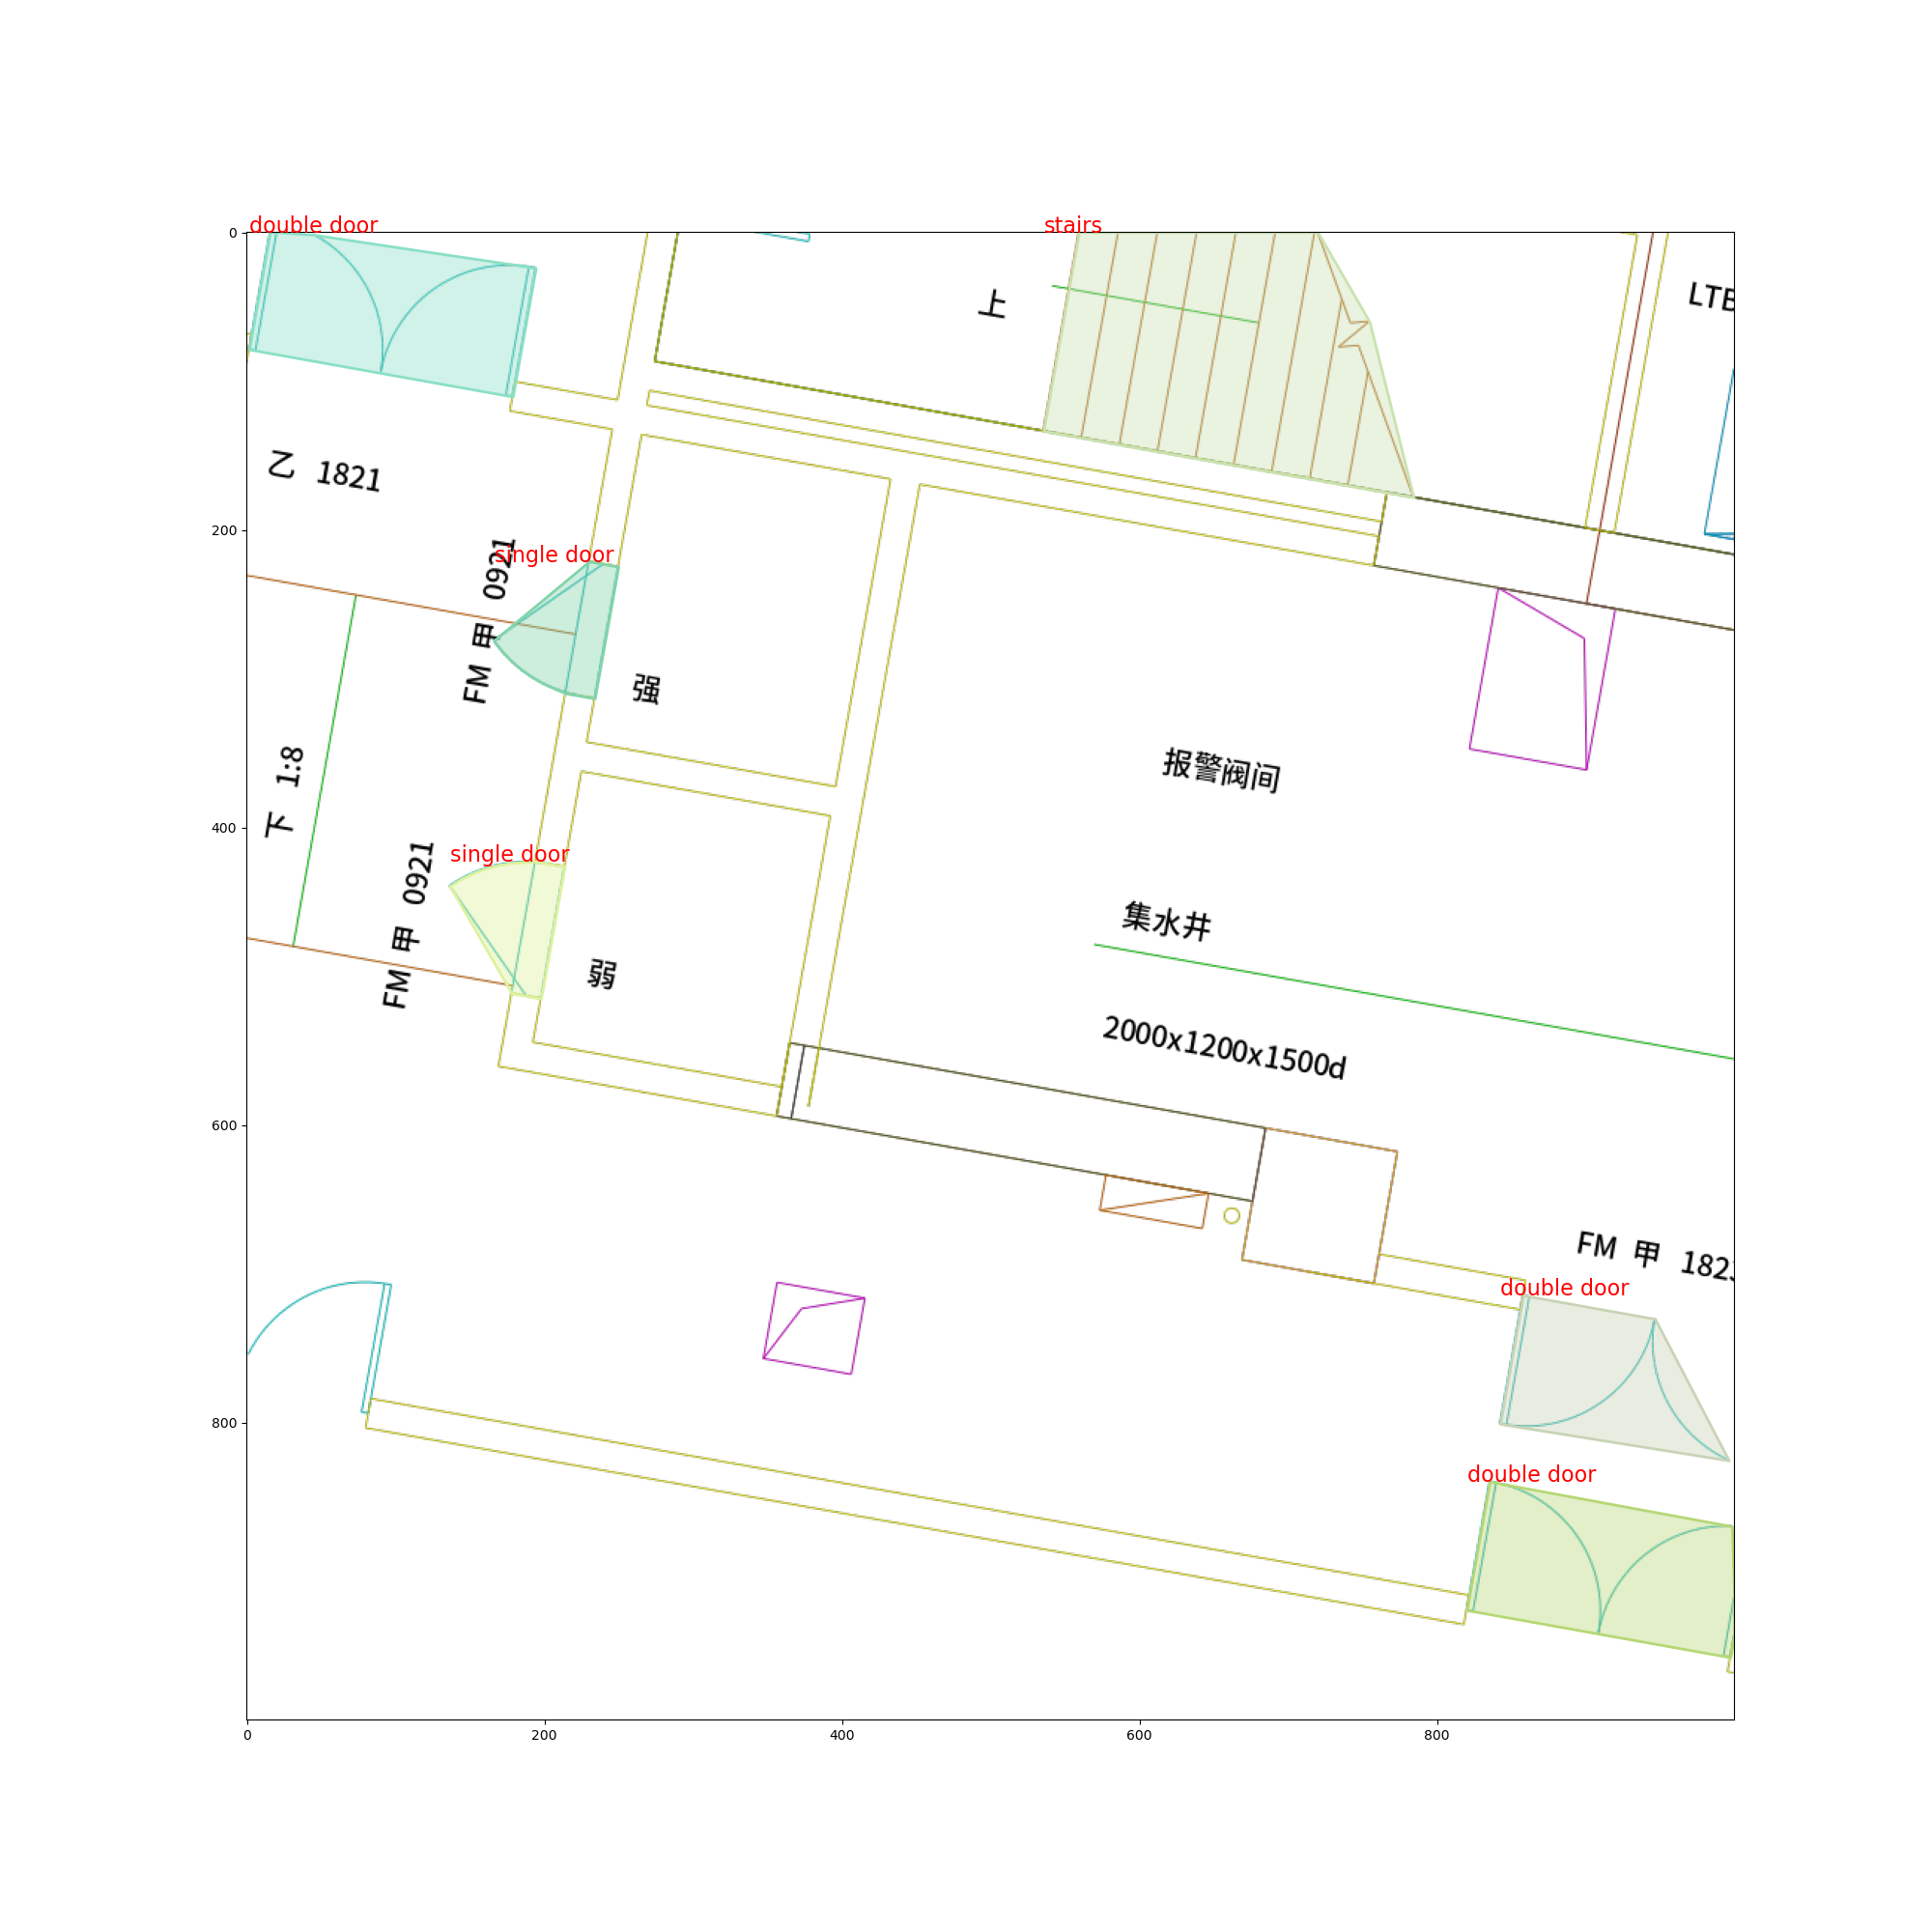 double door
stairs
上
LTE
乙 1821
FM 甲 0921
single door
强
报警阀间
下 1:8
single door
FM 甲 0921
弱
集水井
2000x1200x1500d
FM 甲 182
double door
double door
0
200
400
600
800
0
200
400
600
800